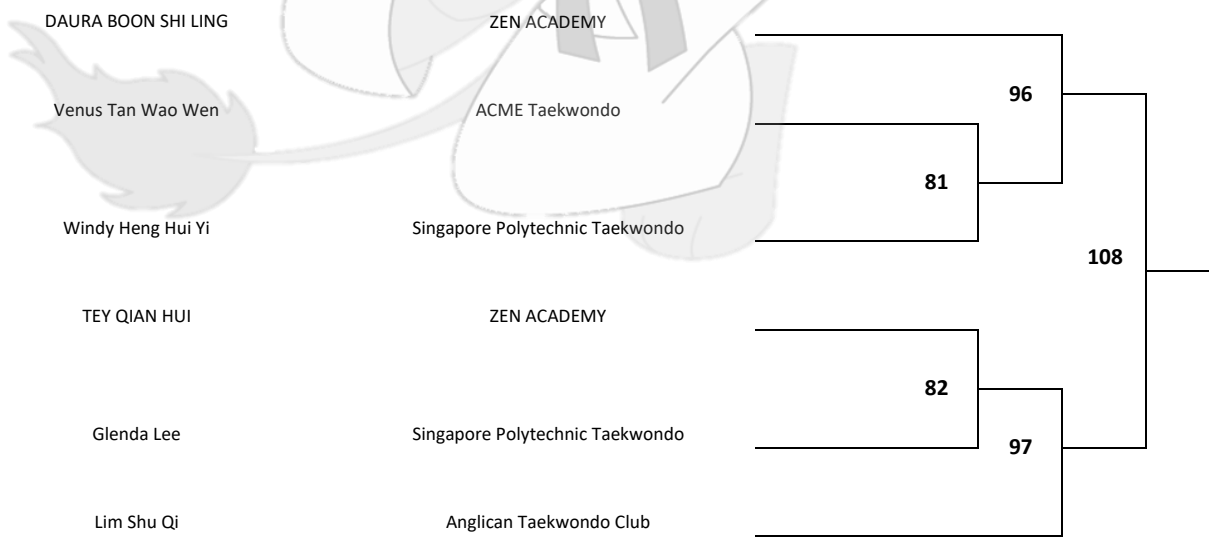 DAURA BOON SHI LING ZEN ACADEMY
96
Venus Tan Wao Wen ACME Taekwondo
81
Windy Heng Hui Yi Singapore Polytechnic Taekwondo
108
TEY QIAN HUI ZEN ACADEMY
82
Glenda Lee Singapore Polytechnic Taekwondo
97
Lim Shu Qi Anglican Taekwondo Club